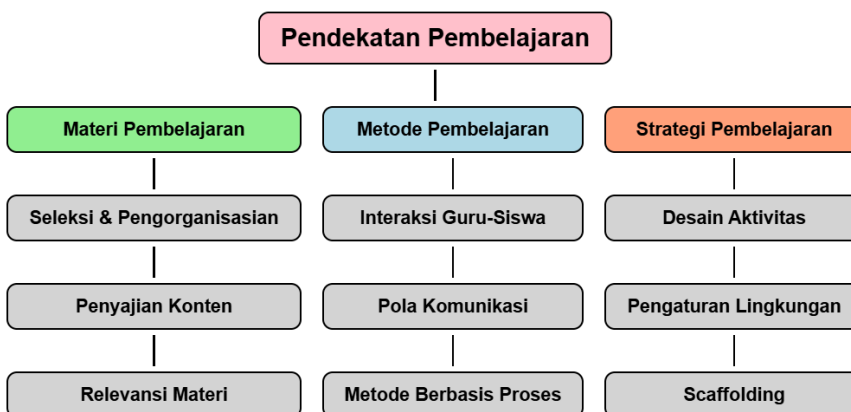 Pendekatan Pembelajaran
Materi Pembelajaran
Metode Pembelajaran
Strategi Pembelajaran
Seleksi & Pengorganisasian
Interaksi Guru-Siswa
Desain Aktivitas
Penyajian Konten
Pola Komunikasi
Pengaturan Lingkungan
Relevansi Materi
Metode Berbasis Proses
Scaffolding